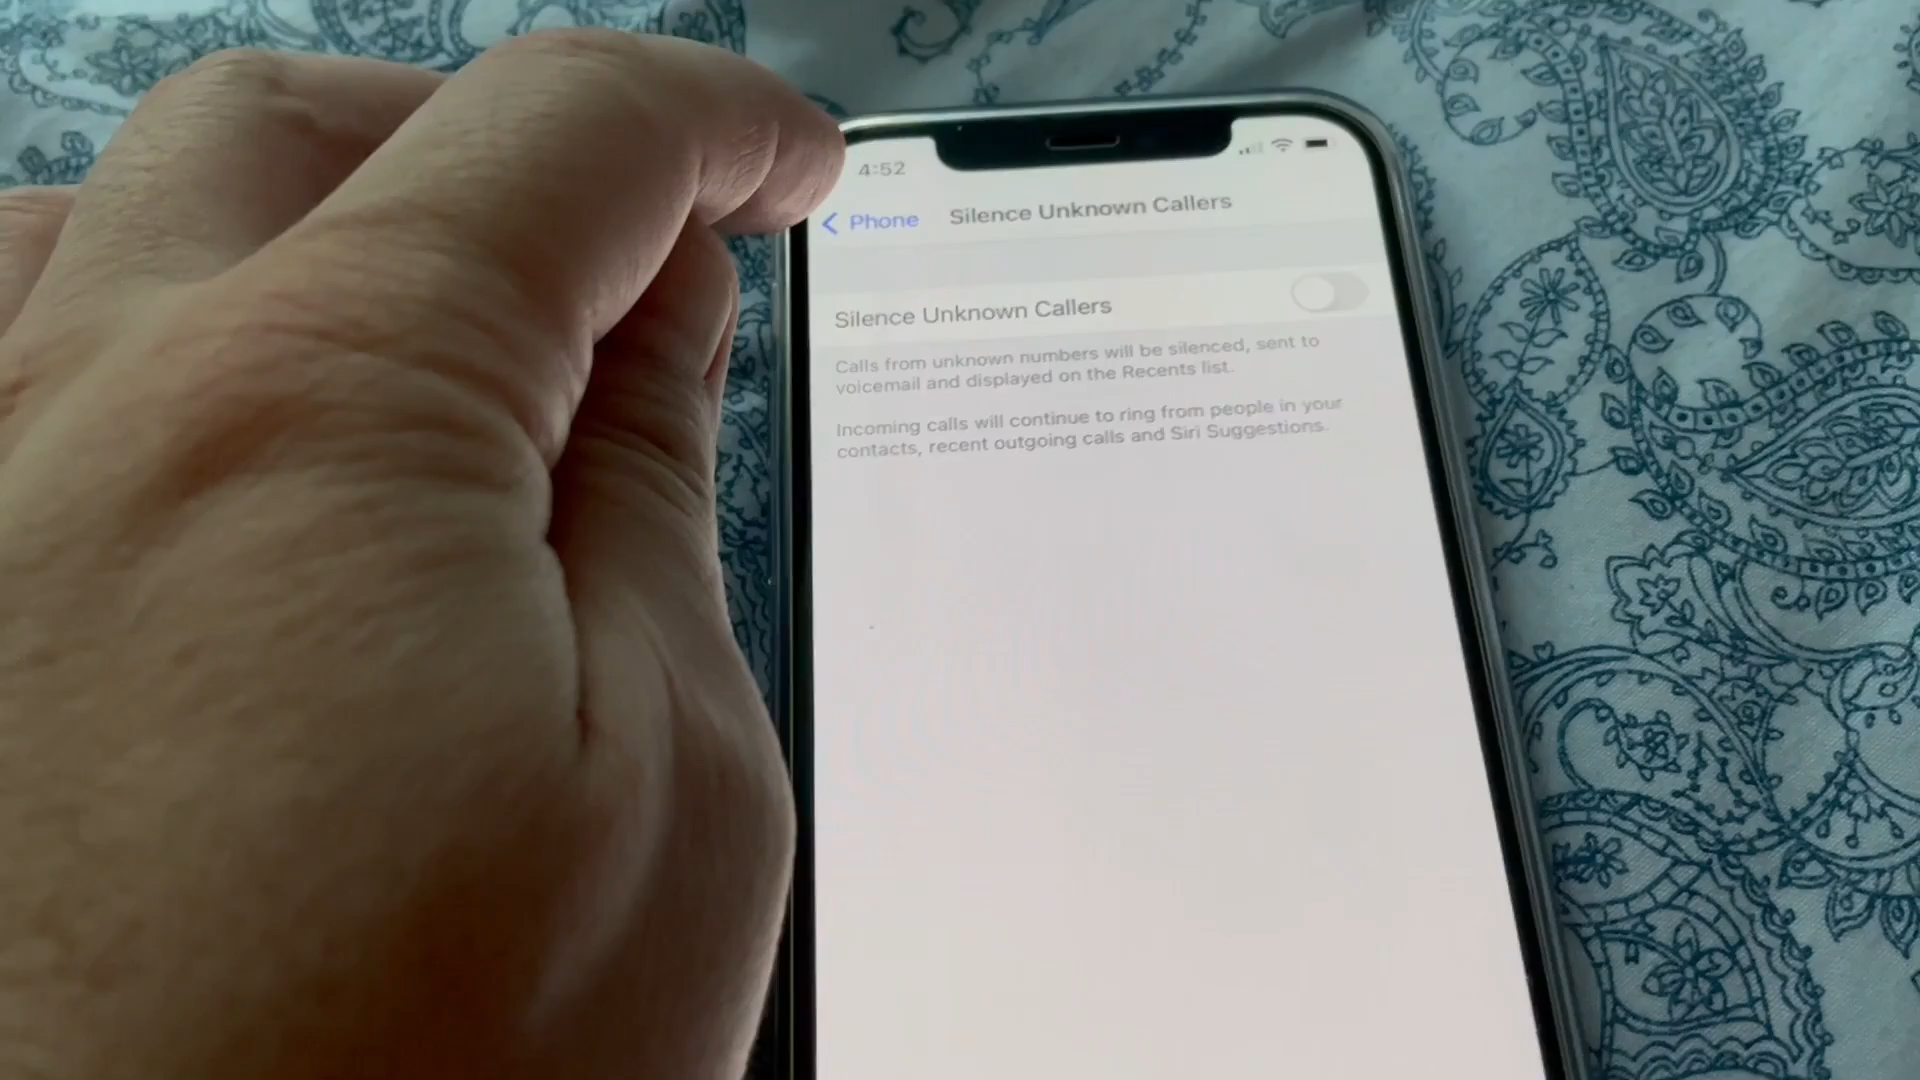 4:52
Phone
Silence Unknown Callers
Silence Unknown Callers
Calls from unknown numbers will be silenced, sent to
voicemail and displayed on the Recents list.
Incoming calls will continue to ring from people in your
contacts, recent outgoing calls and Siri Suggestions.